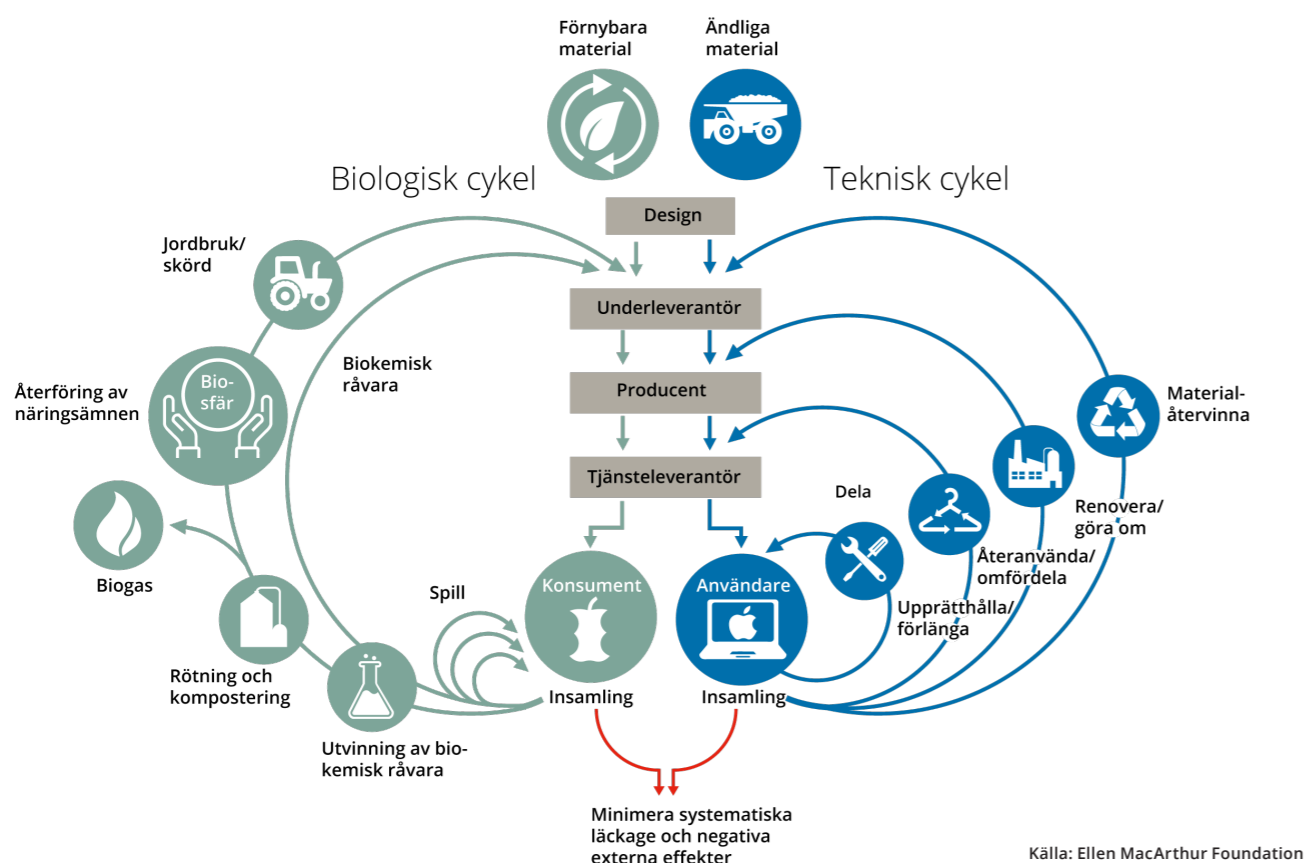 Förnybara
material
Ändliga
material
Biologisk cykel
Teknisk cykel
Design
Jordbruk/
skörd
Underleverantör
Biokemisk
råvara
Bio-
sfär
Återföring av
näringsämnen
Producent
Material-
återvinna
Tjänsteleverantör
Dela
Renovera/
göra om
Återanvända/
omfördela
Biogas
Spill
Konsument
Användare
Upprätthålla/
förlänga
Rötning och
kompostering
Insamling
Insamling
Utvinning av bio-
kemisk råvara
Minimera systematiska
läckage och negativa
externa effekter
Källa: Ellen MacArthur Foundation